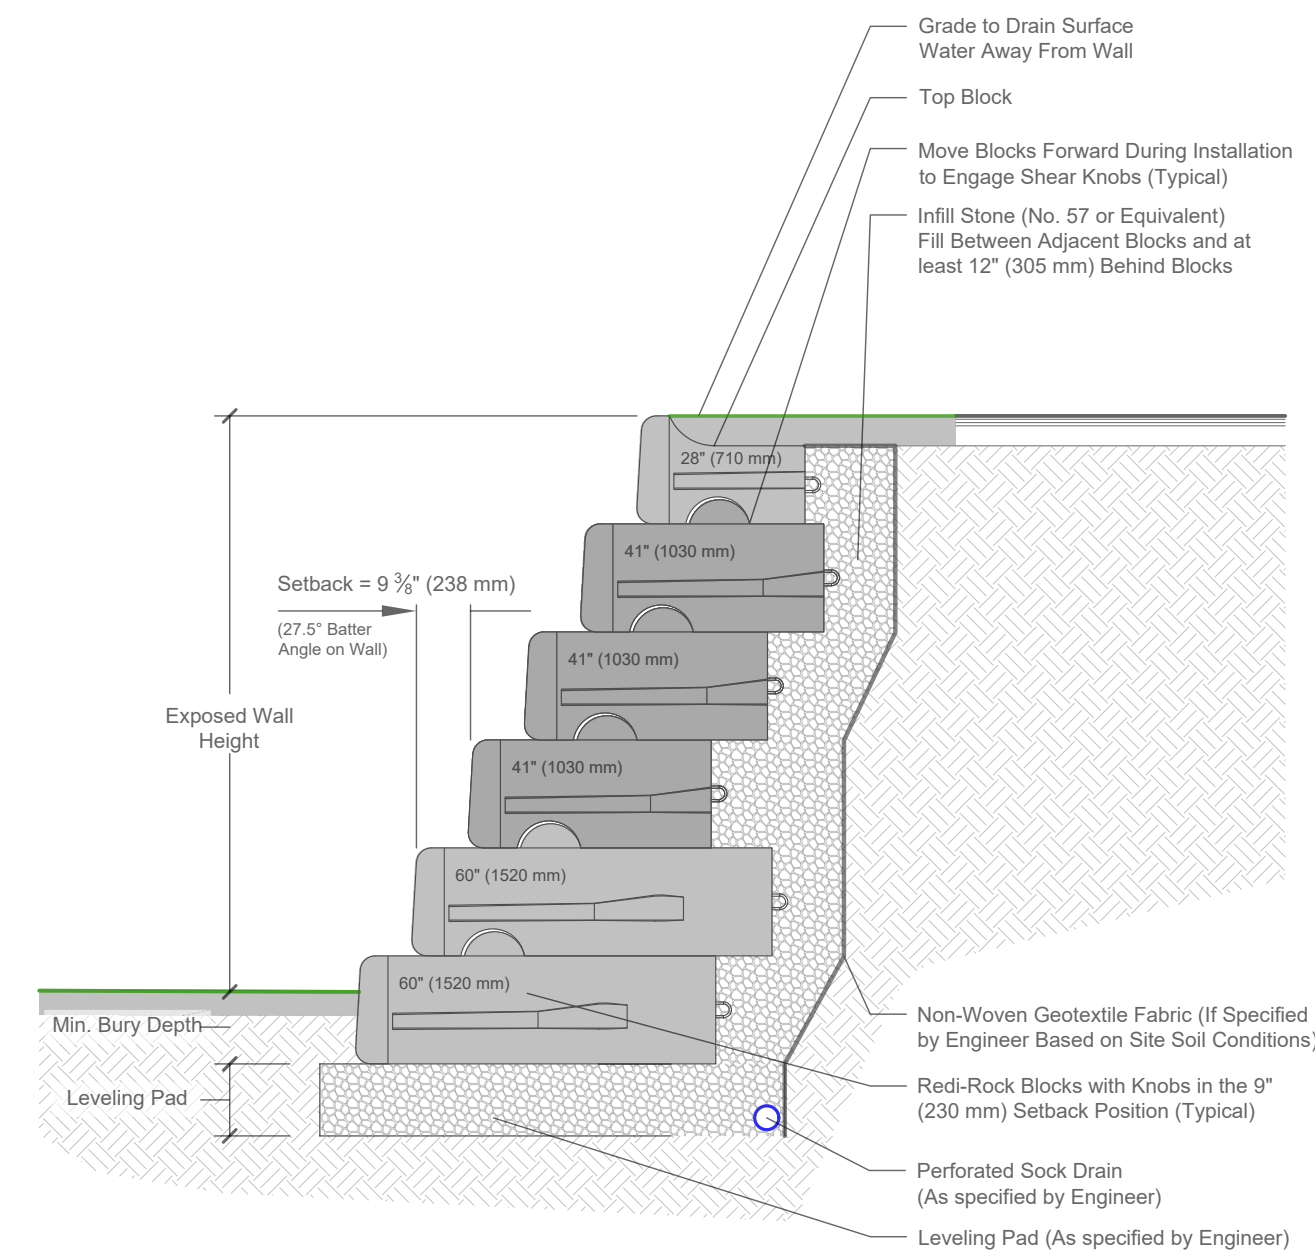 Grade to Drain Surface
Water Away From Wall
Top Block
Move Blocks Forward During Installation
to Engage Shear Knobs (Typical)
Infill Stone (No. 57 or Equivalent)
Fill Between Adjacent Blocks and at
least 12" (305 mm) Behind Blocks
28" (710 mm)
41" (1030 mm)
Setback = 9 3⁄8" (238 mm)
(27.5° Batter
Angle on Wall)
41" (1030 mm)
Exposed Wall
Height
41" (1030 mm)
60" (1520 mm)
60" (1520 mm)
Min. Bury Depth
Leveling Pad
Non-Woven Geotextile Fabric (If Specified
by Engineer Based on Site Soil Conditions)
Redi-Rock Blocks with Knobs in the 9"
(230 mm) Setback Position (Typical)
Perforated Sock Drain
(As specified by Engineer)
Leveling Pad (As specified by Engineer)